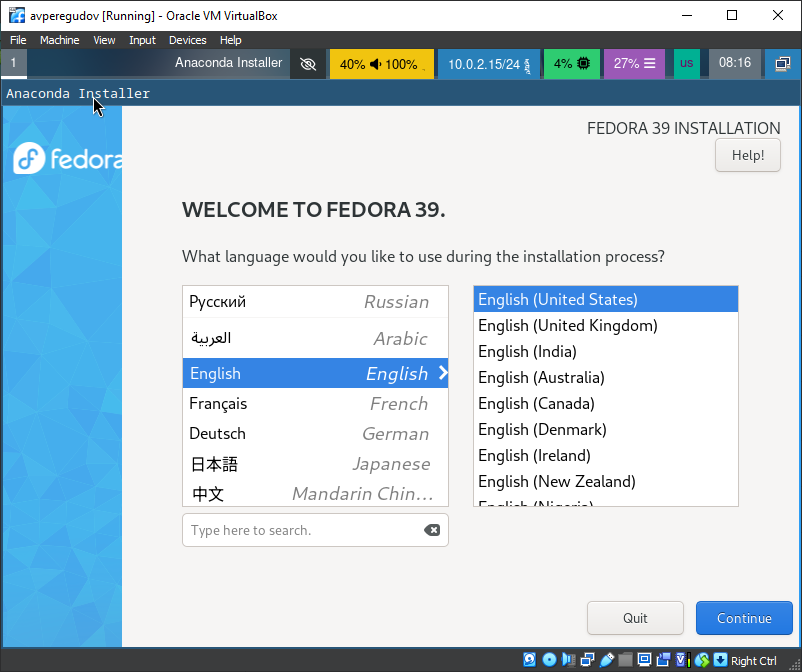 avperegudov [Running] - Oracle VM VirtualBox
File Machine View Input Devices Help
1 Anaconda Installer 40% 100% 10.0.2.15/24 4% 27% us 08:16
Anaconda Installer
fedora
FEDORA 39 INSTALLATION
Help!
WELCOME TO FEDORA 39.
What language would you like to use during the installation process?
Русский Russian
العربية Arabic
English English
Français French
Deutsch German
日本語 Japanese
中文 Mandarin Chin…
English (United States)
English (United Kingdom)
English (India)
English (Australia)
English (Canada)
English (Denmark)
English (Ireland)
English (New Zealand)
English (Nigeria)
Type here to search.
Quit Continue
Right Ctrl